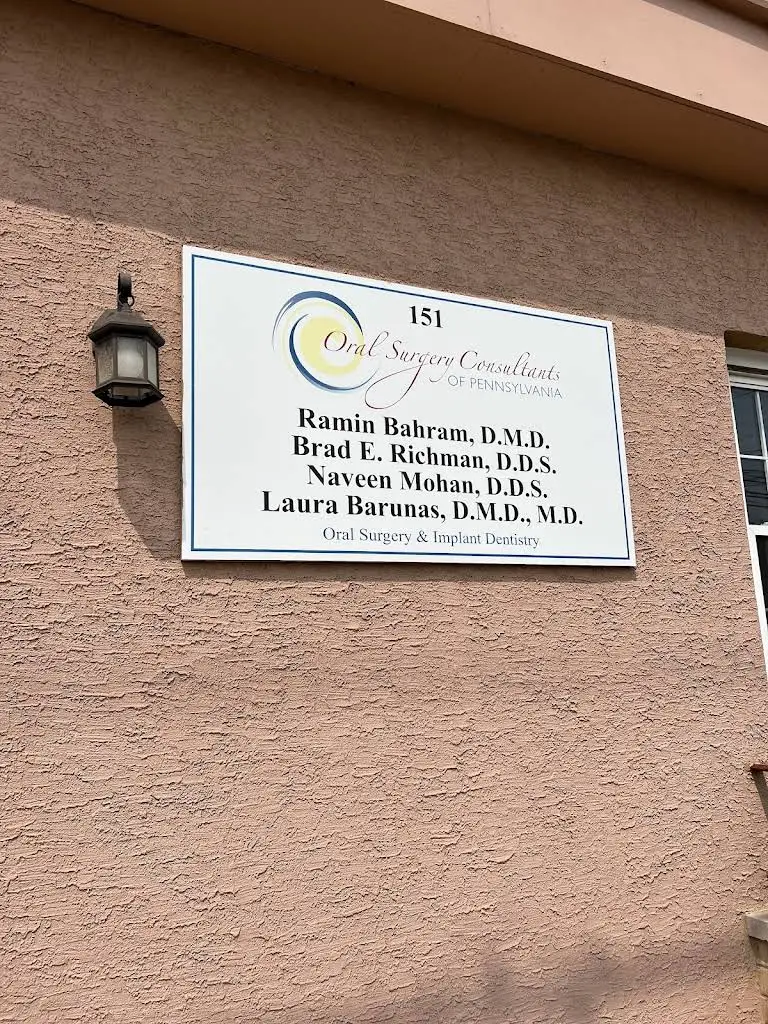 151
Oral Surgery Consultants
OF PENNSYLVANIA
Ramin Bahram, D.M.D.
Brad E. Richman, D.D.S.
Naveen Mohan, D.D.S.
Laura Barunas, D.M.D., M.D.
Oral Surgery & Implant Dentistry